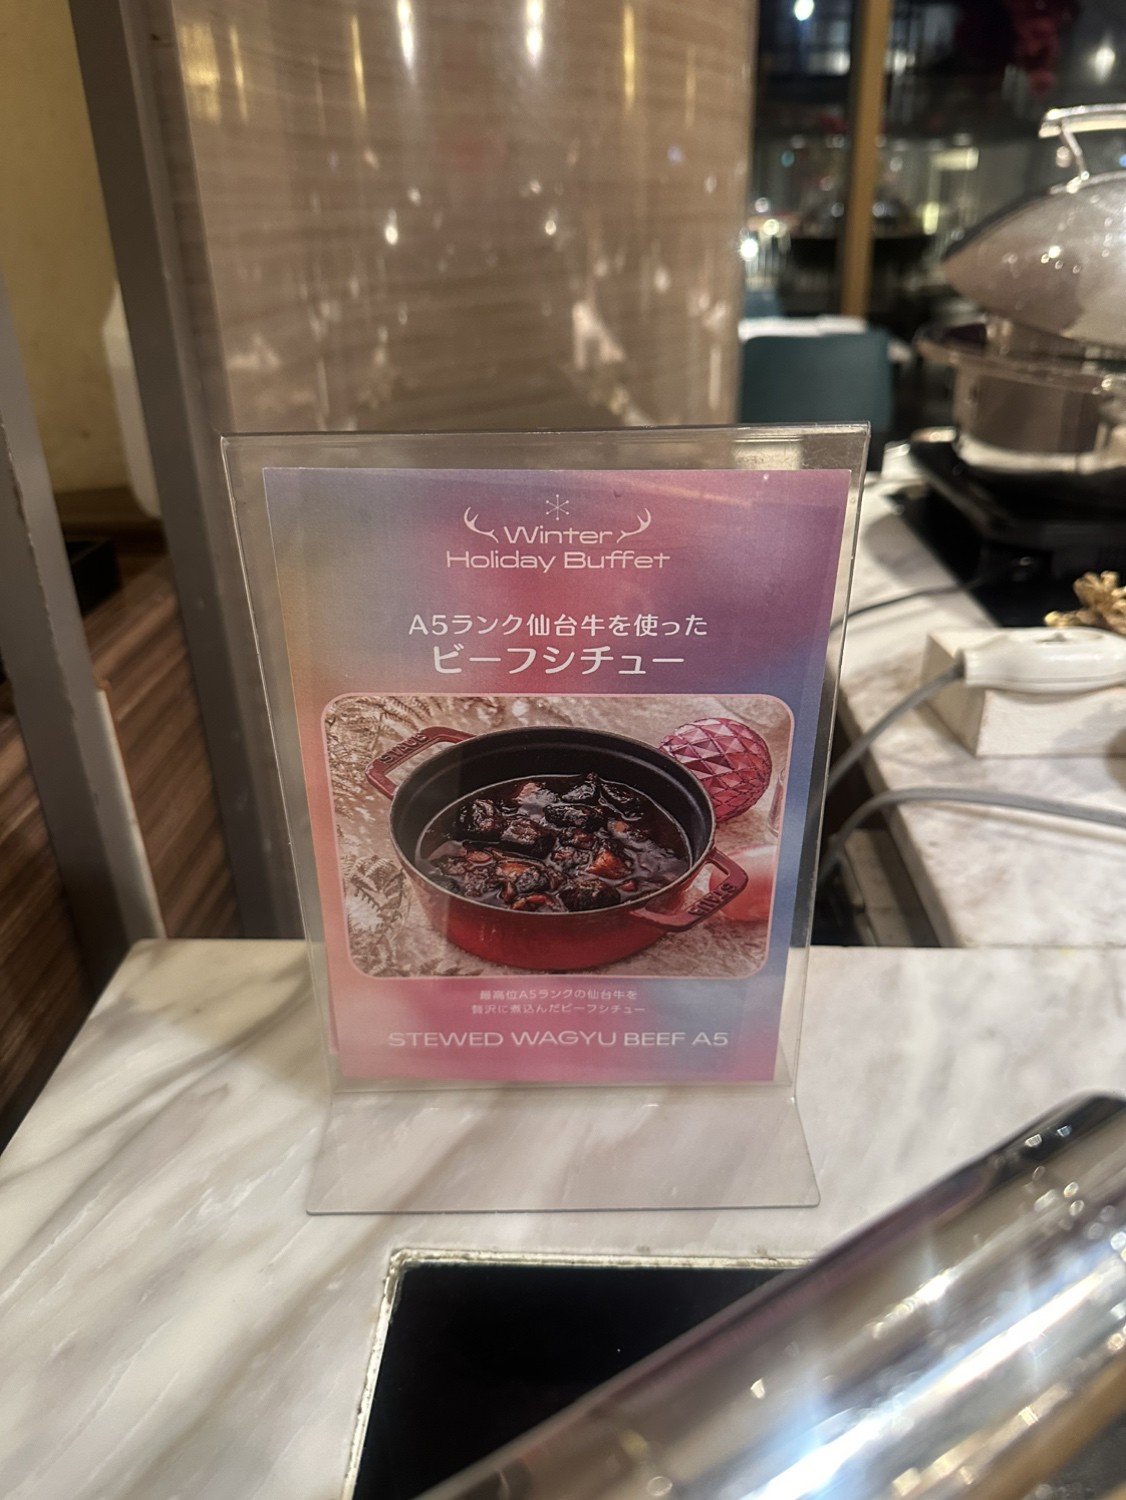 Winter
Holiday Buffet
A5ランク仙台牛を使った
ビーフシチュー
STAUB
STAUB
最高位A5ランクの仙台牛を
贅沢に煮込んだビーフシチュー
STEWED WAGYU BEEF A5